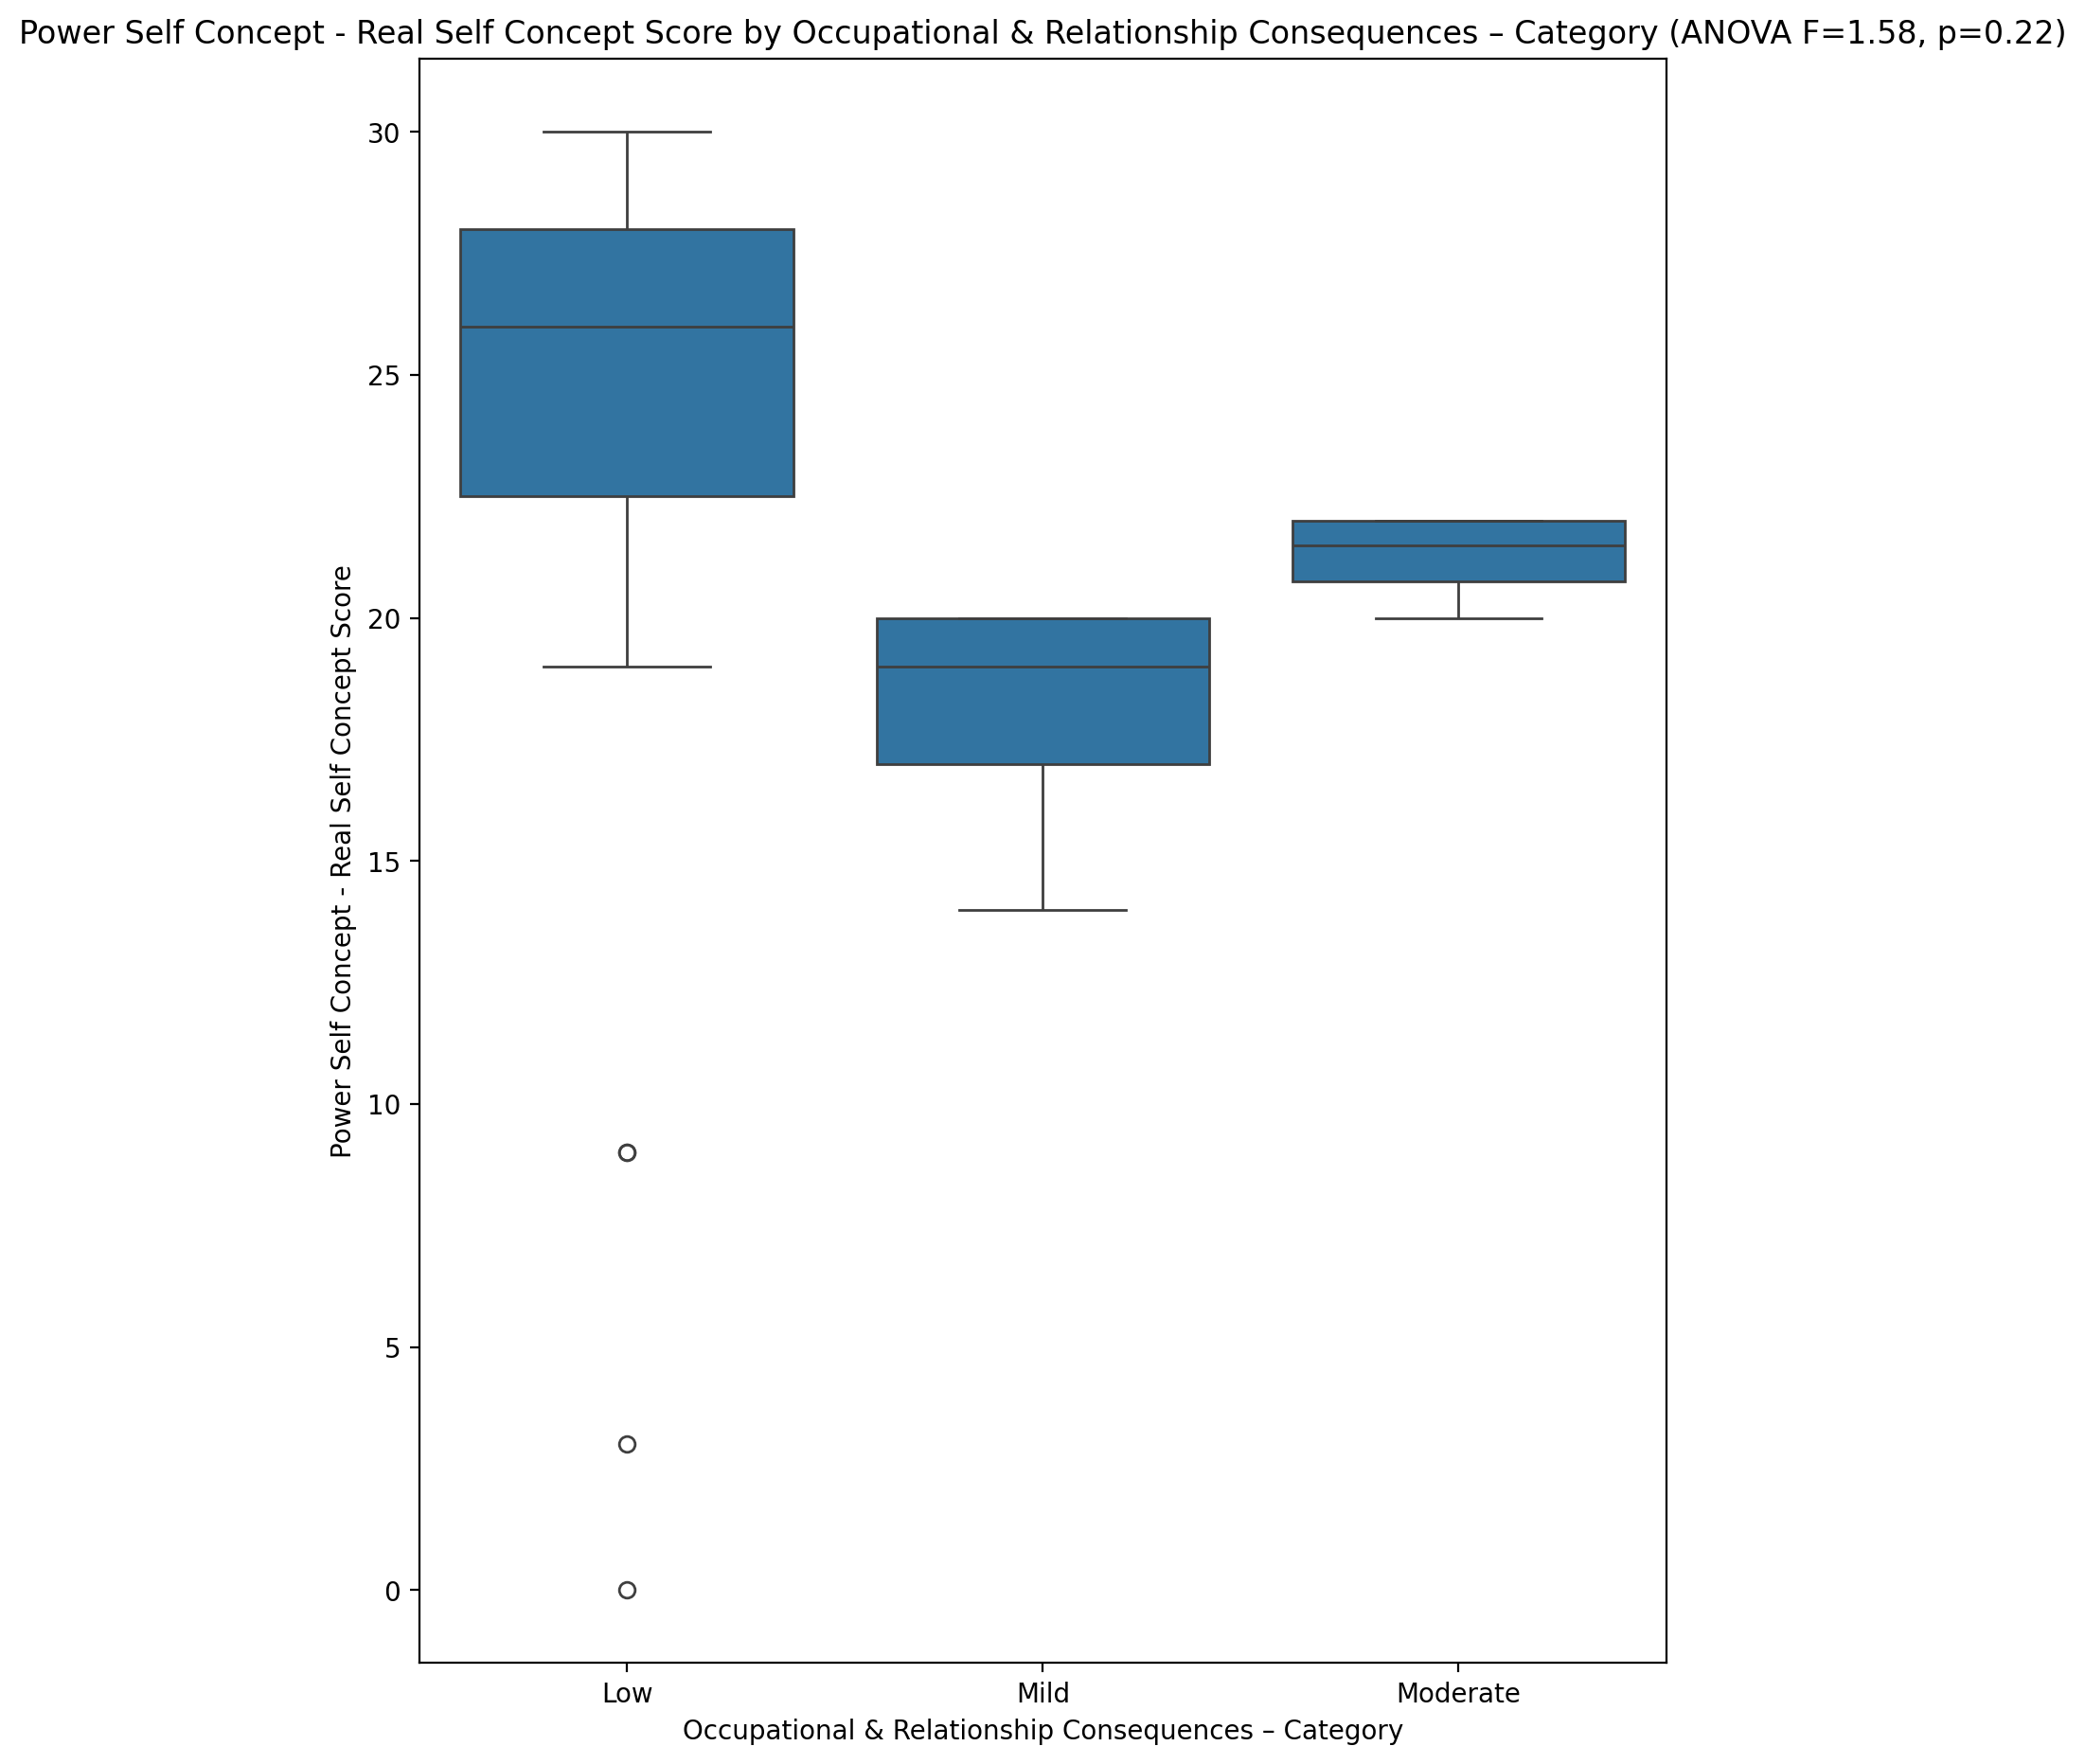 Power Self Concept - Real Self Concept Score by Occupational & Relationship Consequences – Category (ANOVA F=1.58, p=0.22)
Power Self Concept - Real Self Concept Score
30
25
20
15
10
5
0
Low
Mild
Moderate
Occupational & Relationship Consequences – Category